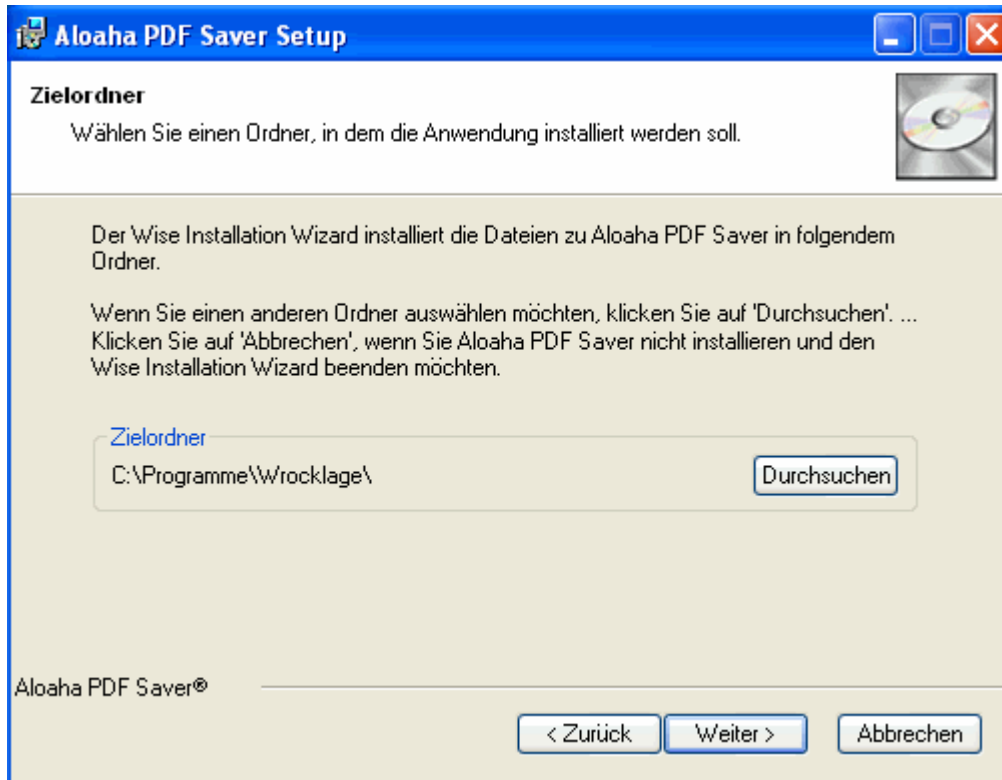 Aloaha PDF Saver Setup
Zielordner
Wählen Sie einen Ordner, in dem die Anwendung installiert werden soll.
Der Wise Installation Wizard installiert die Dateien zu Aloaha PDF Saver in folgendem
Ordner.
Wenn Sie einen anderen Ordner auswählen möchten, klicken Sie auf 'Durchsuchen'. ...
Klicken Sie auf 'Abbrechen', wenn Sie Aloaha PDF Saver nicht installieren und den
Wise Installation Wizard beenden möchten.
Zielordner
C:\Programme\Wrocklage\
Durchsuchen
Aloaha PDF Saver®
< Zurück Weiter > Abbrechen